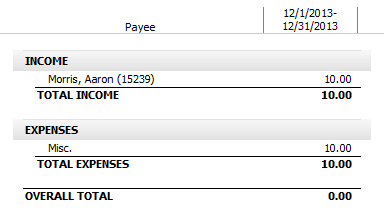 12/1/2013-
Payee 12/31/2013
INCOME
Morris, Aaron (15239) 10.00
TOTAL INCOME 10.00
EXPENSES
Misc. 10.00
TOTAL EXPENSES 10.00
OVERALL TOTAL 0.00